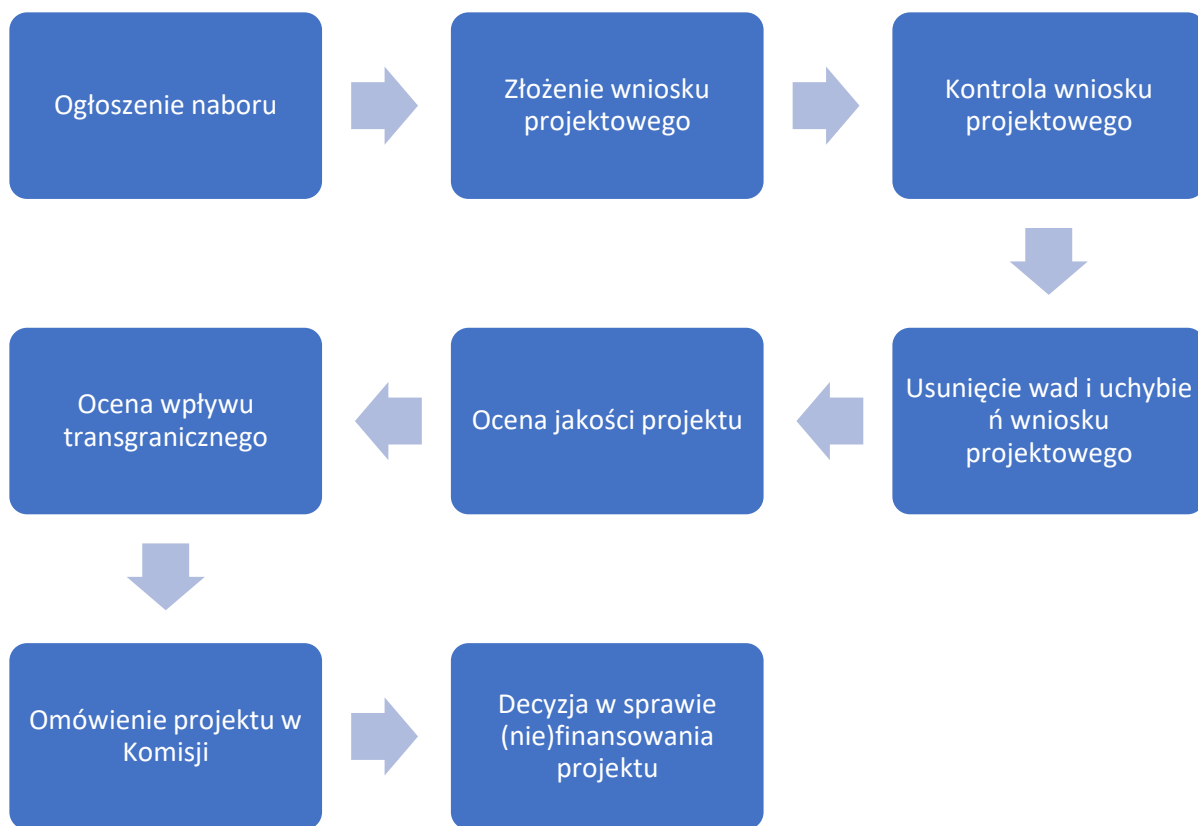 Ogłoszenie naboru
Złożenie wniosku
projektowego
Kontrola wniosku
projektowego
Usunięcie wad i uchybie
ń wniosku
projektowego
Ocena jakości projektu
Ocena wpływu
transgranicznego
Omówienie projektu w
Komisji
Decyzja w sprawie
(nie)finansowania
projektu